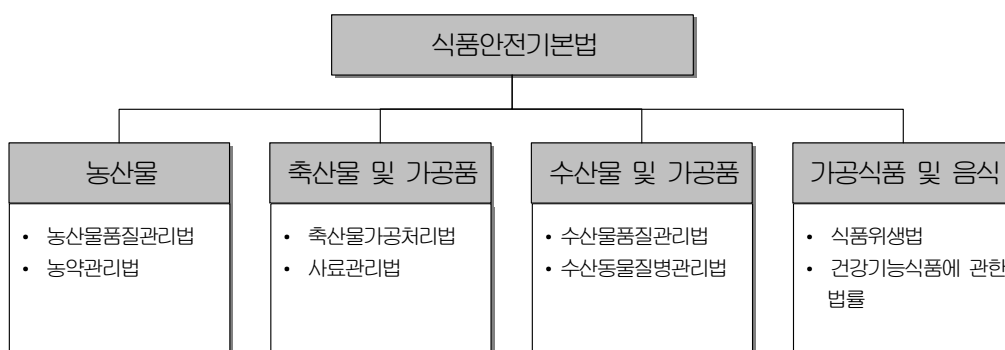 식품안전기본법
농산물
• 농산물품질관리법
• 농약관리법
축산물 및 가공품
• 축산물가공처리법
• 사료관리법
수산물 및 가공품
• 수산물품질관리법
• 수산동물질병관리법
가공식품 및 음식
• 식품위생법
• 건강기능식품에 관한
법률